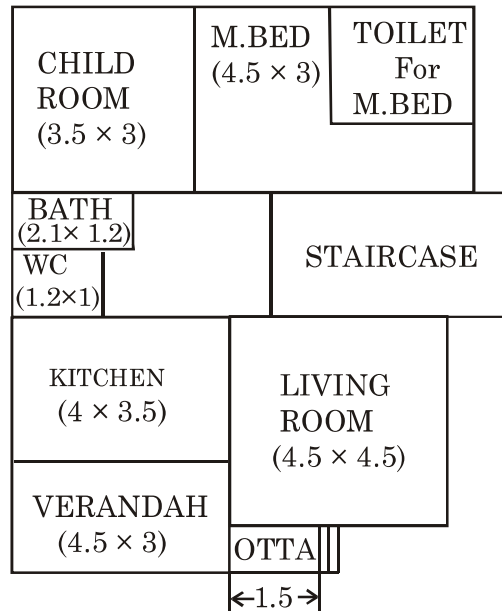 CHILD
ROOM
(3.5 × 3)
M.BED
(4.5 × 3)
TOILET
For
M.BED
BATH
(2.1× 1.2)
WC
(1.2×1)
STAIRCASE
KITCHEN
(4 × 3.5)
LIVING
ROOM
(4.5 × 4.5)
VERANDAH
(4.5 × 3)
OTTA
1.5